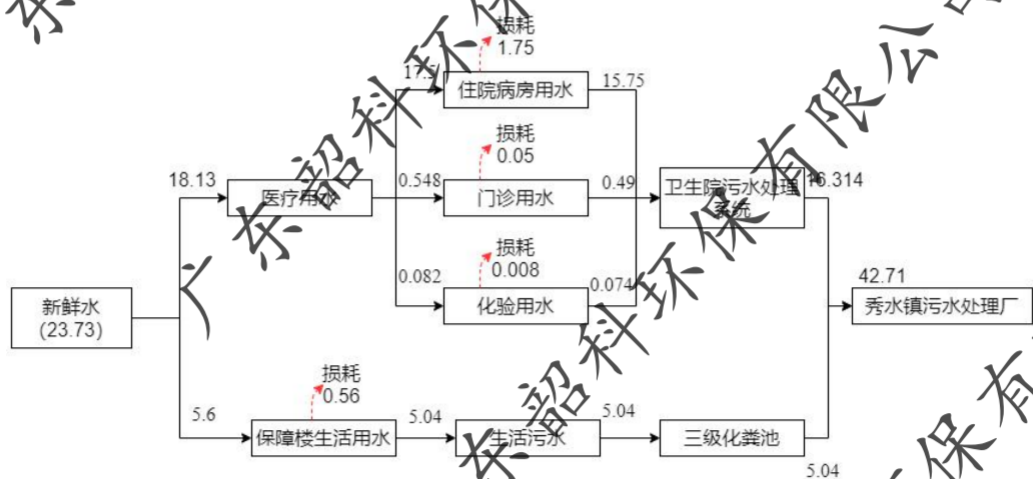 损耗
1.75
17.5
住院病房用水
15.75
损耗
0.05
18.13
医疗用水
0.548
门诊用水
0.49
卫生院污水处理
系统
16.314
损耗
0.008
0.082
化验用水
0.074
新鲜水
(23.73)
42.71
秀水镇污水处理厂
损耗
0.56
5.6
保障楼生活用水
5.04
生活污水
5.04
三级化粪池
5.04
广东韶科环保有限公司
东韶科环保有限公司
保有